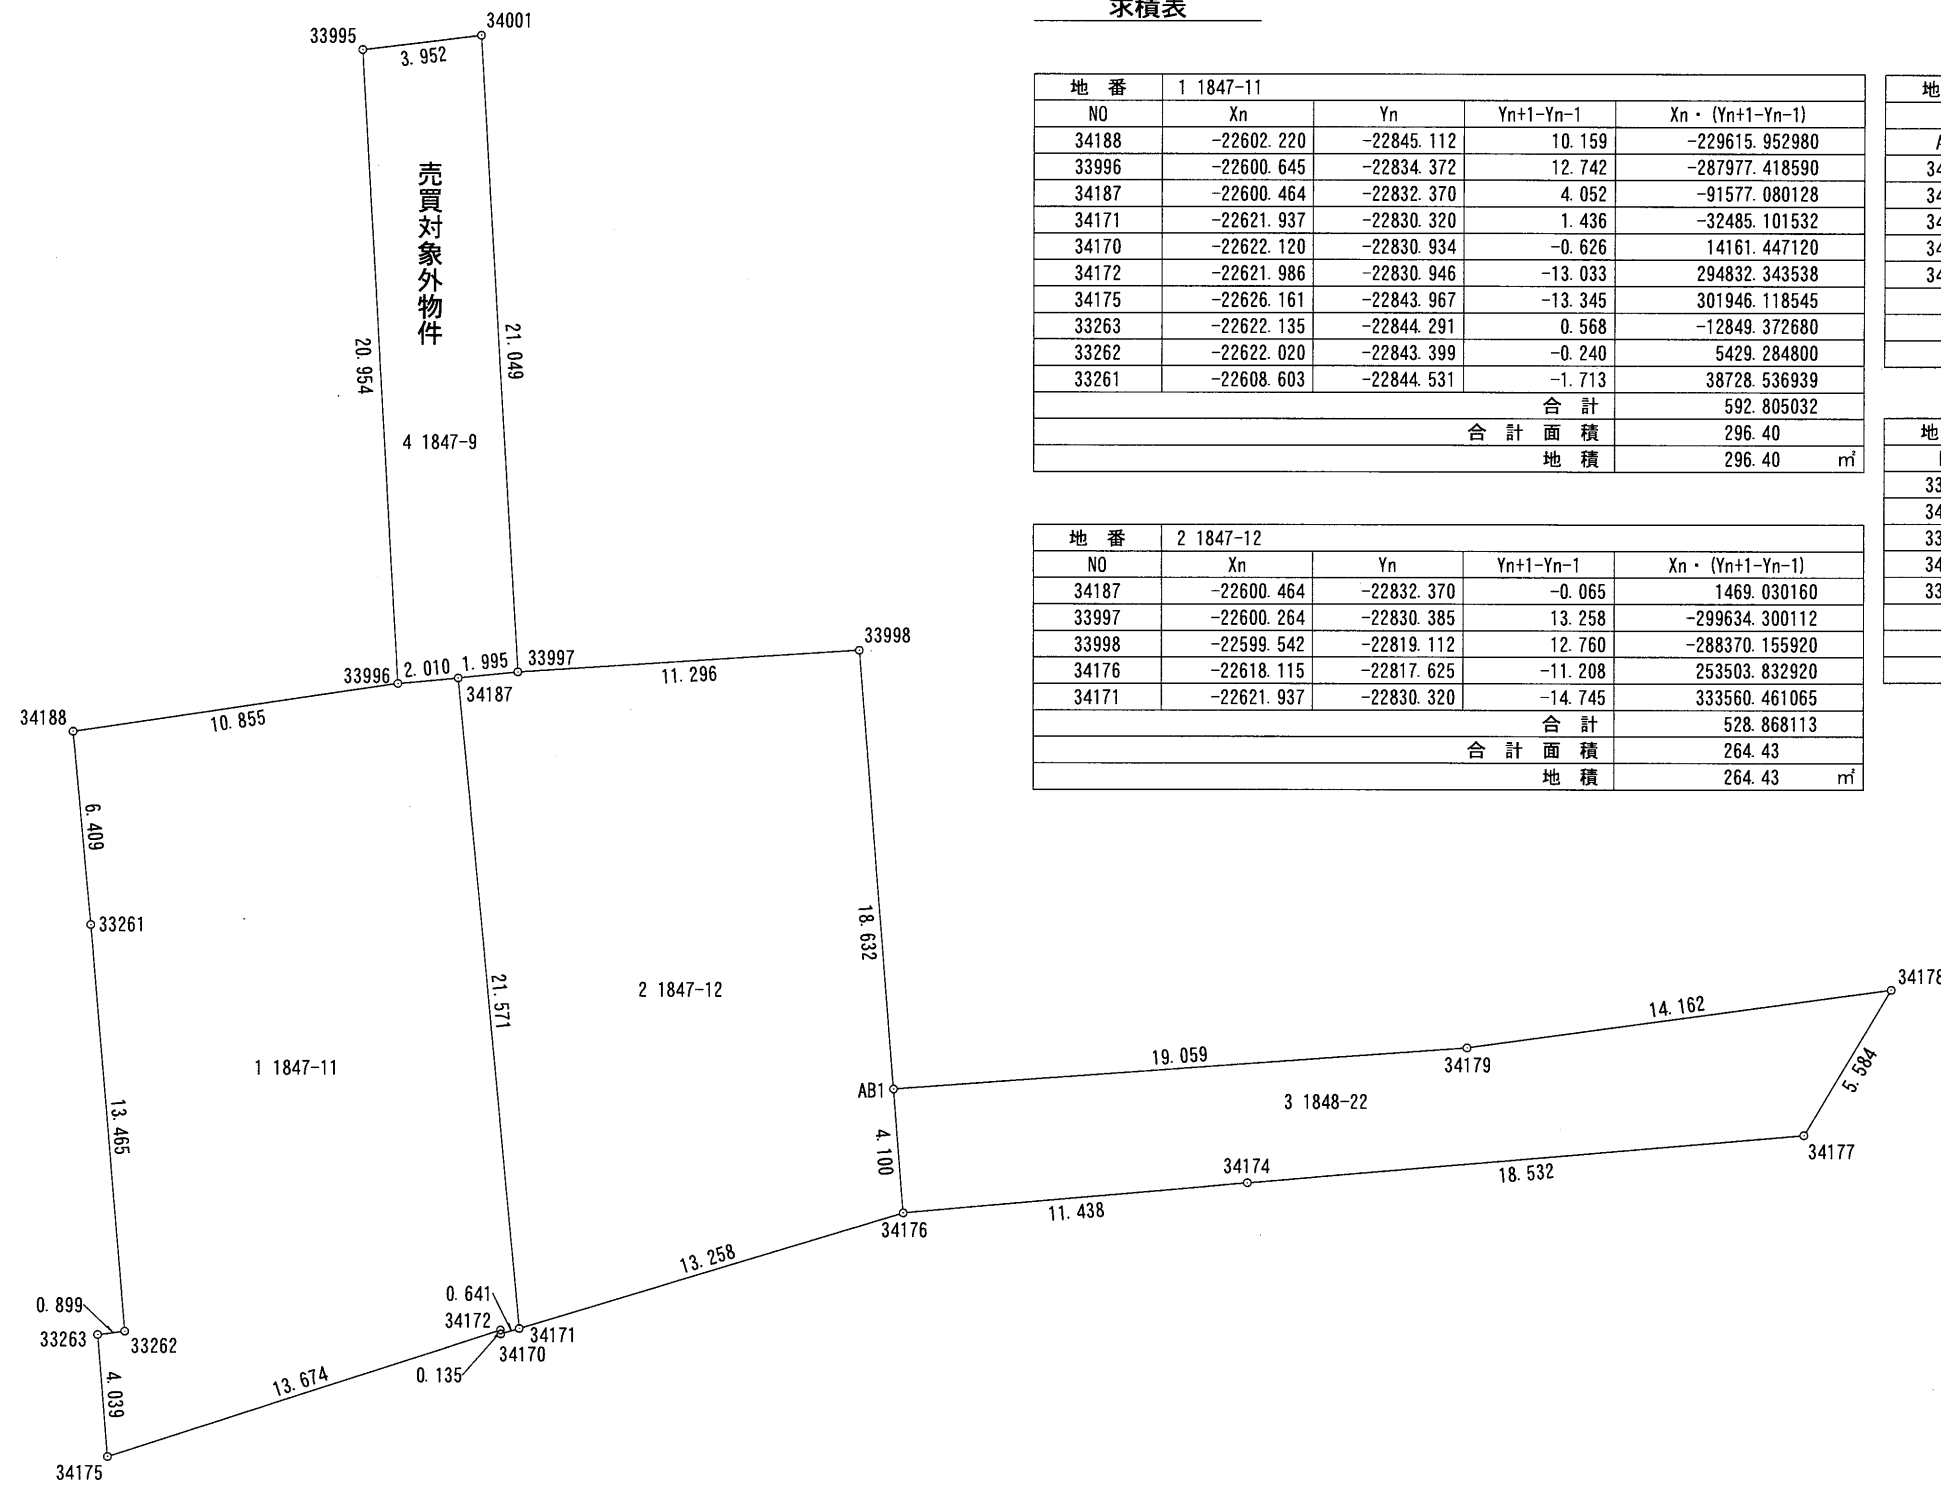 求積表
地 番 1 1847-11
NO Xn Yn Yn+1-Yn-1 Xn・(Yn+1-Yn-1)
34188 -22602.220 -22845.112 10.159 -229615.952980
33996 -22600.645 -22834.372 12.742 -287977.418590
34187 -22600.464 -22832.370 4.052 -91577.080128
34171 -22621.937 -22830.320 1.436 -32485.101532
34170 -22622.120 -22830.934 -0.626 14161.447120
34172 -22621.986 -22830.946 -13.033 294832.343538
34175 -22626.161 -22843.967 -13.345 301946.118545
33263 -22622.135 -22844.291 0.568 -12849.372680
33262 -22622.020 -22843.399 -0.240 5429.284800
33261 -22608.603 -22844.531 -1.713 38728.536939
合 計 592.805032
合 計 面 積 296.40
地 積 296.40 ㎡
地 番 2 1847-12
NO Xn Yn Yn+1-Yn-1 Xn・(Yn+1-Yn-1)
34187 -22600.464 -22832.370 -0.065 1469.030160
33997 -22600.264 -22830.385 13.258 -299634.300112
33998 -22599.542 -22819.112 12.760 -288370.155920
34176 -22618.115 -22817.625 -11.208 253503.832920
34171 -22621.937 -22830.320 -14.745 333560.461065
合 計 528.868113
合 計 面 積 264.43
地 積 264.43 ㎡
地
34
34
34
34
34
地
33
34
33
34
33
33995
34001
3.952
売買対象外物件
20.954
21.049
4 1847-9
33996
2.010
1.995
33997
34187
11.296
33998
34188
10.855
6.409
33261
18.632
21.571
2 1847-12
1 1847-11
13.465
AB1
19.059
34179
14.162
34178
3 1848-22
5.584
4.100
34174
18.532
34177
11.438
34176
13.258
0.641
34172
34171
34170
0.135
0.899
33263
33262
4.039
13.674
34175